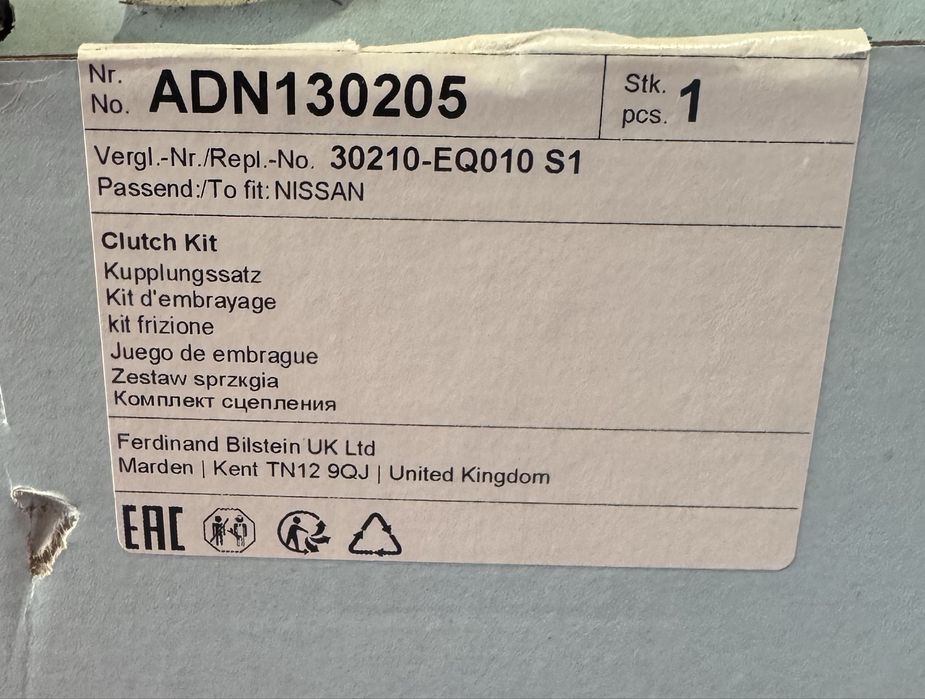 Nr. No. ADN130205 Stk. pcs. 1
Vergl.-Nr./Repl.-No. 30210-EQ010 S1
Passend:/To fit: NISSAN
Clutch Kit
Kupplungssatz
Kit d'embrayage
kit frizione
Juego de embrague
Zestaw sprzкgia
Комплект сцепления
Ferdinand Bilstein UK Ltd
Marden | Kent TN12 9QJ | United Kingdom
EAC